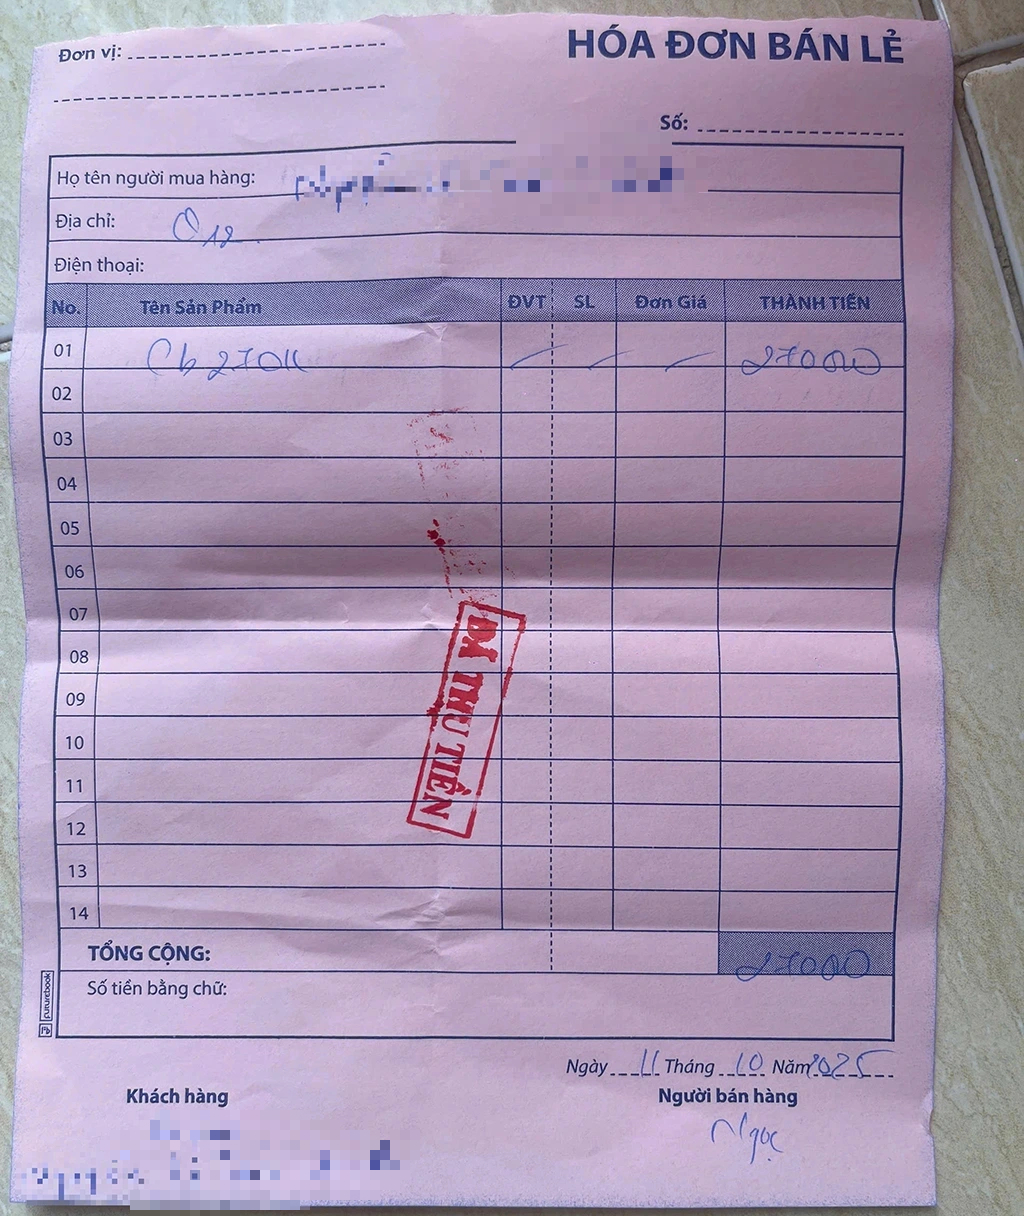 Đơn vị:
HÓA ĐƠN BÁN LẺ
Số:
Họ tên người mua hàng:
Địa chỉ: Q12.
Điện thoại:
No. Tên Sản Phẩm ĐVT SL Đơn Giá THÀNH TIỀN
01 270K 27000
02
03
04
05
06
07
08
09
10
11
12
13
14
ĐÃ THU TIỀN
TỔNG CỘNG: 27000
Số tiền bằng chữ:
futurebook
Ngày 11 Tháng 10 Năm 2025
Khách hàng Người bán hàng
Ngọc